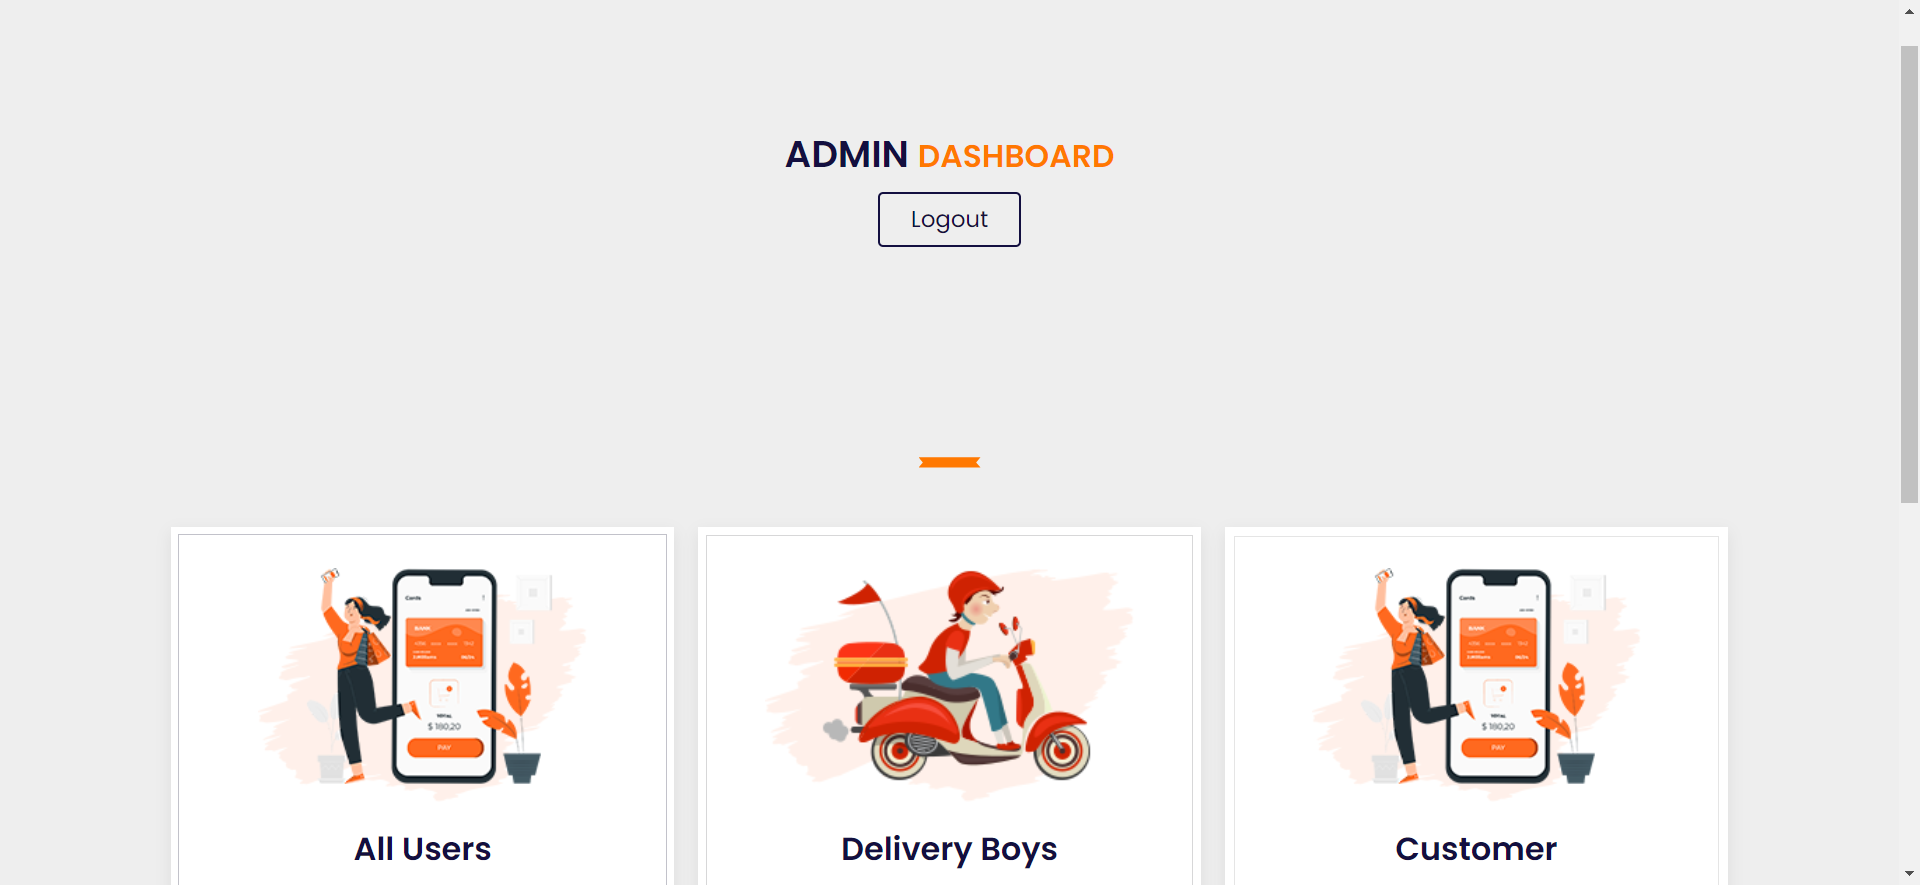 ADMIN DASHBOARD
Logout
Cards
BANK
TOTAL
$ 180,20
PAY
Cards
BANK
TOTAL
$ 180,20
PAY
All Users
Delivery Boys
Customer